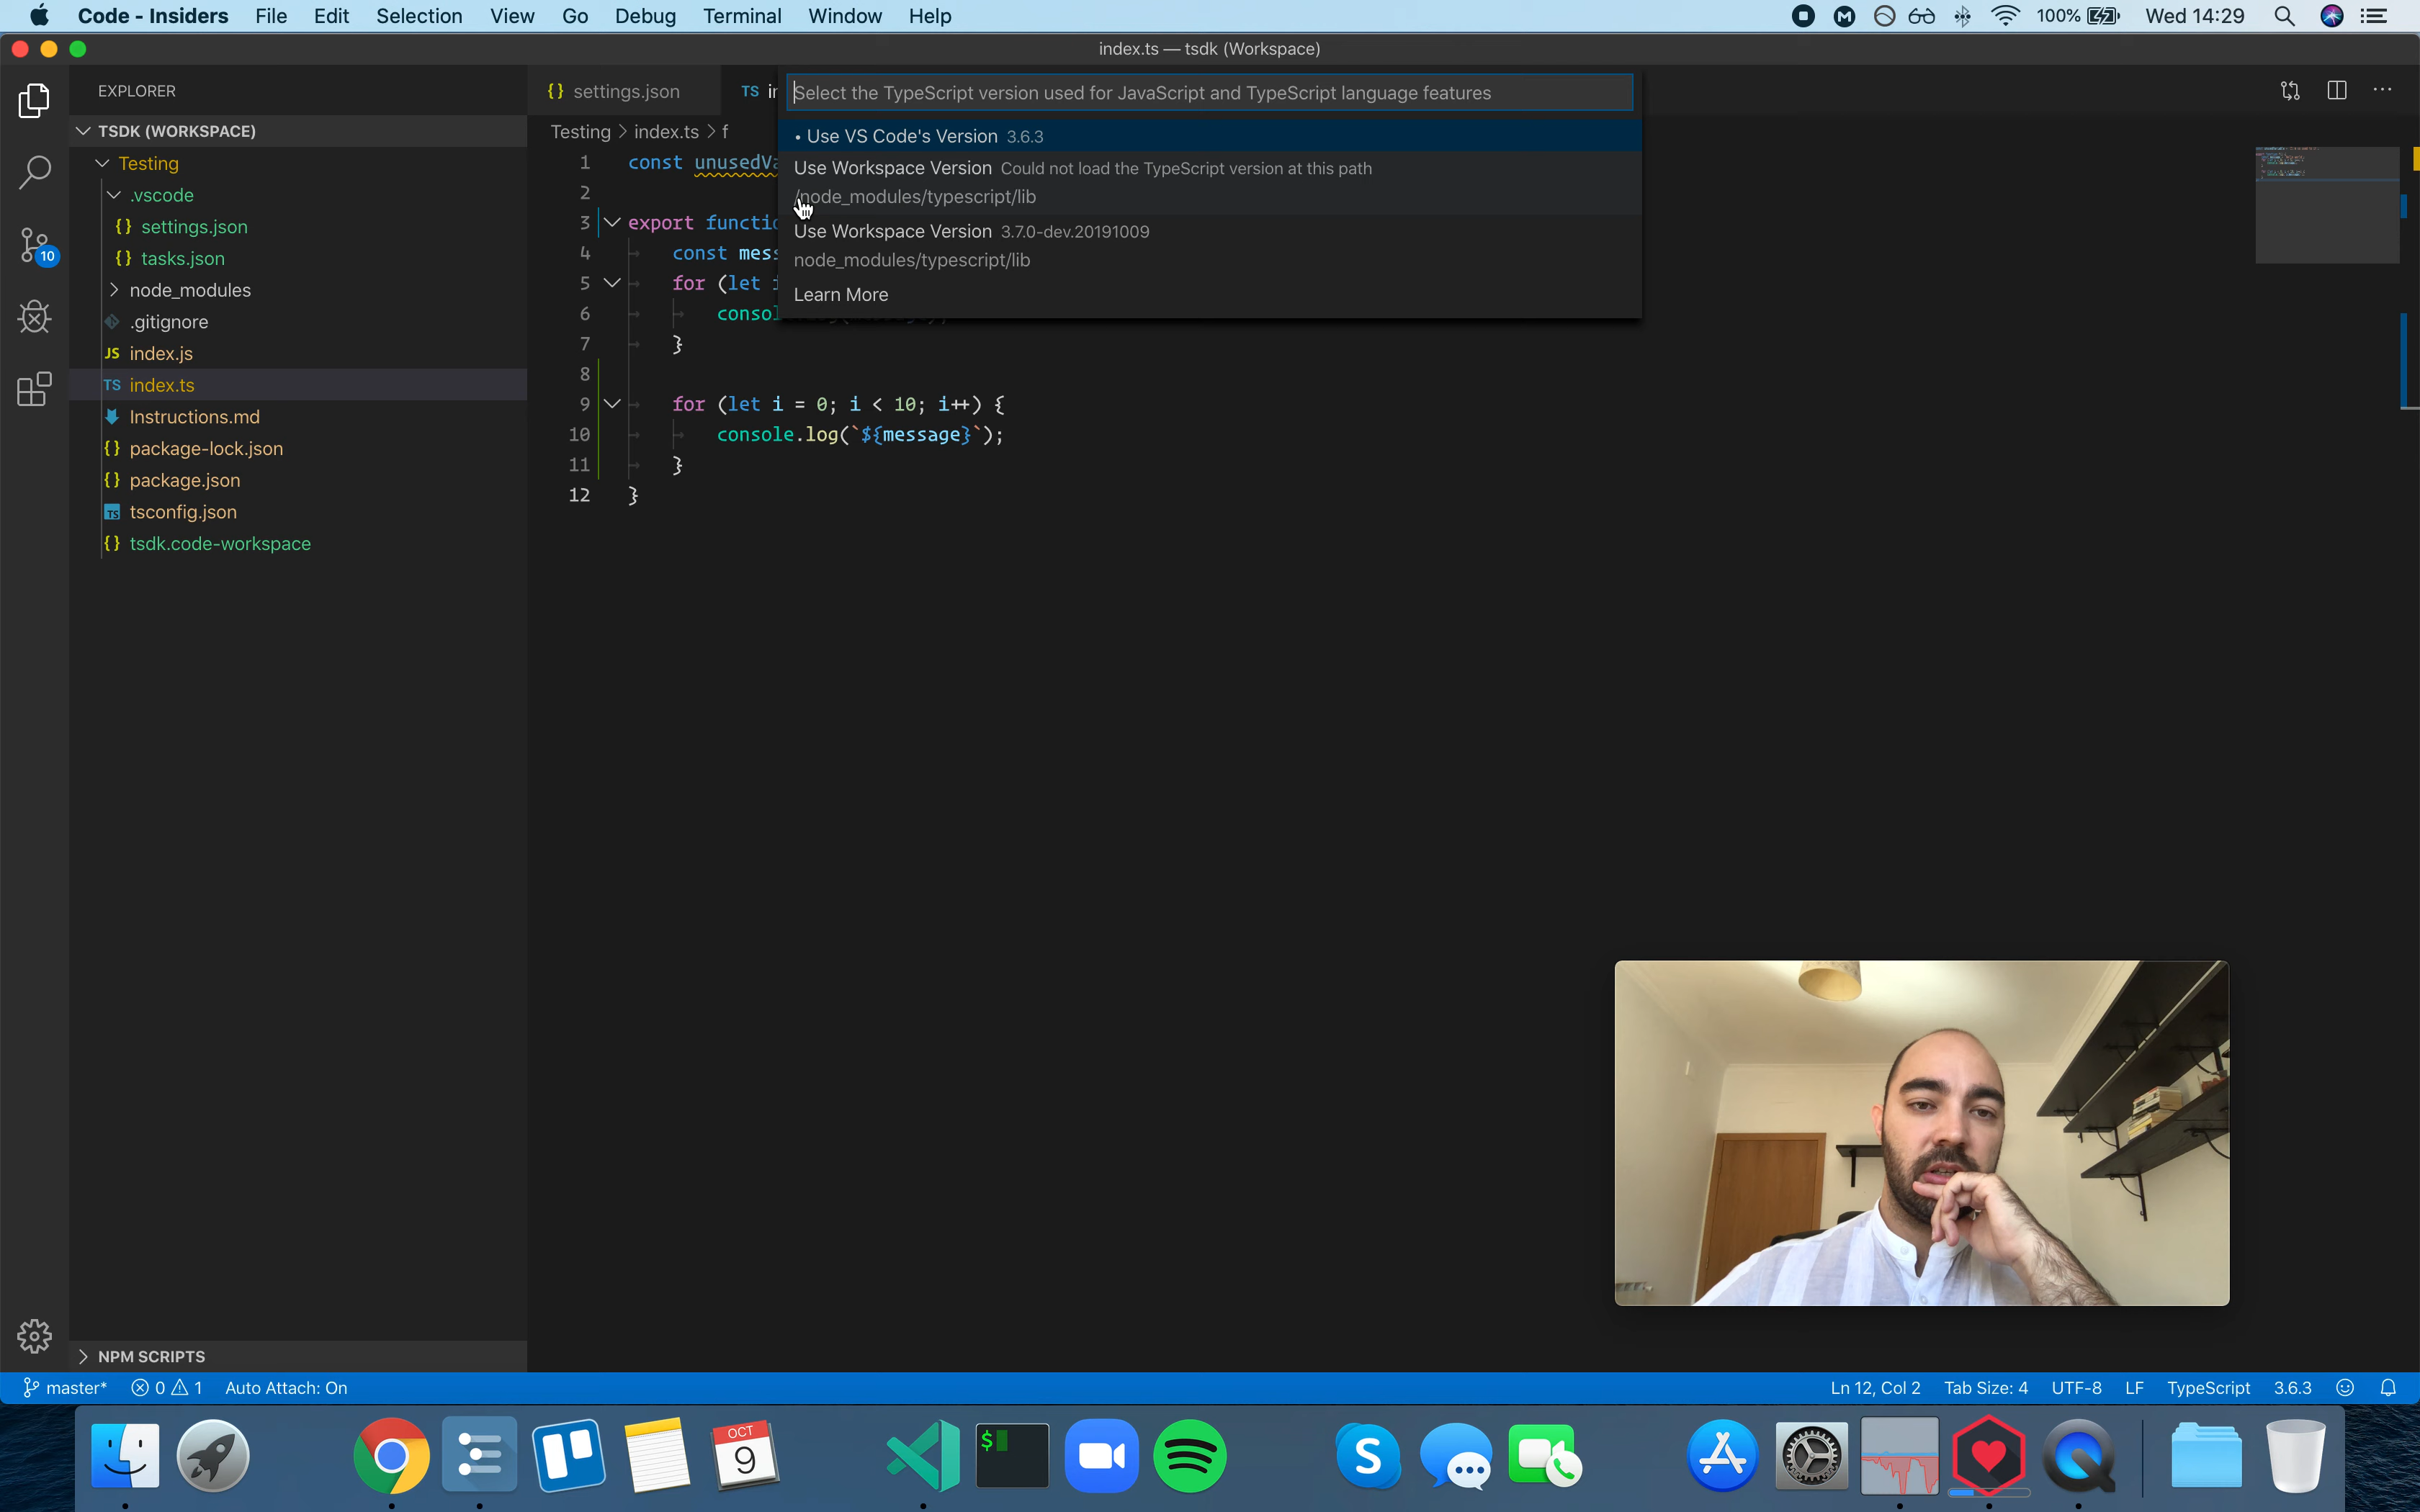 Code - Insiders File Edit Selection View Go Debug Terminal Window Help 100% Wed 14:29
index.ts — tsdk (Workspace)
EXPLORER
TSDK (WORKSPACE)
Testing
.vscode
{} settings.json
{} tasks.json
10
node_modules
.gitignore
JS index.js
TS index.ts
Instructions.md
{} package-lock.json
{} package.json
TS tsconfig.json
{} tsdk.code-workspace
NPM SCRIPTS
{} settings.json TS
Select the TypeScript version used for JavaScript and TypeScript language features
• Use VS Code's Version 3.6.3
Use Workspace Version Could not load the TypeScript version at this path
/node_modules/typescript/lib
Use Workspace Version 3.7.0-dev.20191009
node_modules/typescript/lib
Learn More
Testing > index.ts > f
1 const unusedVa
2
3 export functio
4 const mess
5 for (let i
6 consol
7 }
8
9 for (let i = 0; i < 10; i++) {
10 console.log(`${message}`);
11 }
12 }
master* 0 1 Auto Attach: On Ln 12, Col 2 Tab Size: 4 UTF-8 LF TypeScript 3.6.3
OCT
9
$
S